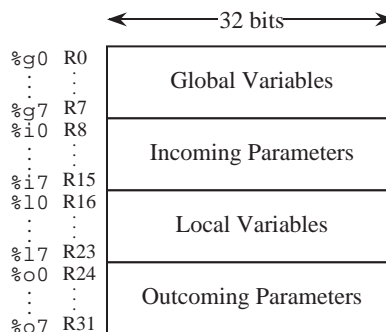 32 bits
%g0 R0
Global Variables
%g7 R7
%i0 R8
Incoming Parameters
%i7 R15
%l0 R16
Local Variables
%l7 R23
%o0 R24
Outcoming Parameters
%o7 R31